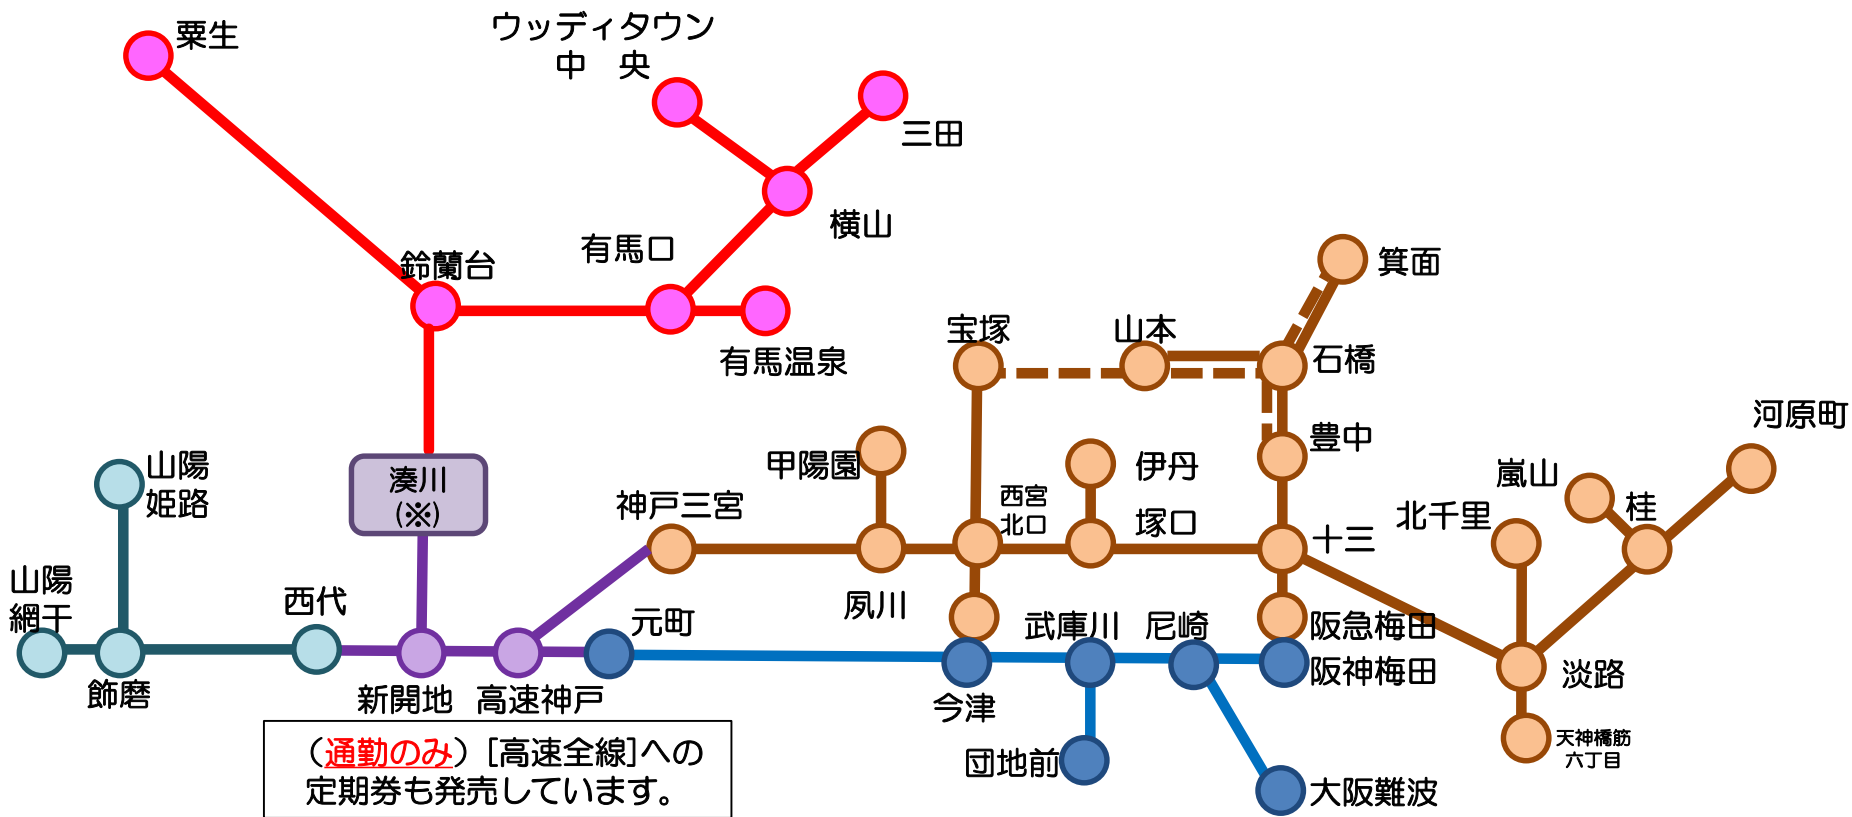 粟生
ウッディタウン
中　央
三田
横山
有馬口
鈴蘭台
有馬温泉
箕面
宝塚
山本
石橋
豊中
河原町
嵐山
桂
北千里
甲陽園
伊丹
西宮
北口
塚口
十三
神戸三宮
湊川
(※)
山陽
姫路
山陽
網干
西代
飾磨
新開地
高速神戸
元町
夙川
武庫川
尼崎
阪急梅田
阪神梅田
今津
淡路
天神橋筋
六丁目
団地前
大阪難波
（通勤のみ）[高速全線]への
定期券も発売しています。